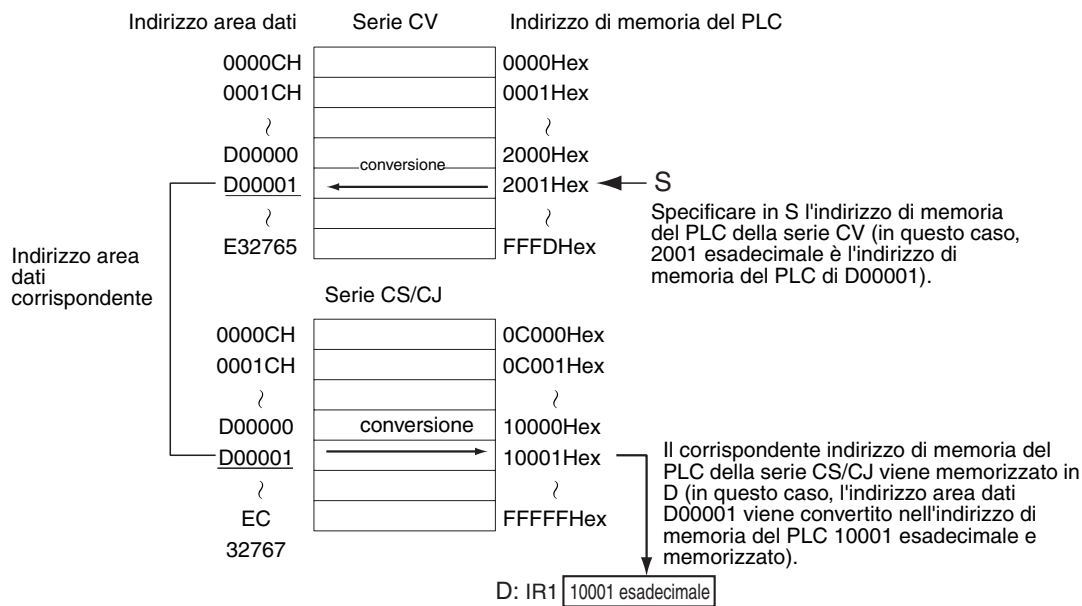 Indirizzo area dati Serie CV Indirizzo di memoria del PLC
0000CH 0000Hex
0001CH 0001Hex
~ ~
D00000 conversione 2000Hex
D00001 2001Hex S
~ ~
E32765 FFFDHex
Specificare in S l'indirizzo di memoria
del PLC della serie CV (in questo caso,
2001 esadecimale è l'indirizzo di
memoria del PLC di D00001).
Indirizzo area
dati
corrispondente
Serie CS/CJ
0000CH 0C000Hex
0001CH 0C001Hex
~ ~
D00000 conversione 10000Hex
D00001 10001Hex
~ ~
EC FFFFFHex
32767
Il corrispondente indirizzo di memoria del
PLC della serie CS/CJ viene memorizzato in
D (in questo caso, l'indirizzo area dati
D00001 viene convertito nell'indirizzo di
memoria del PLC 10001 esadecimale e
memorizzato).
D: IR1 10001 esadecimale